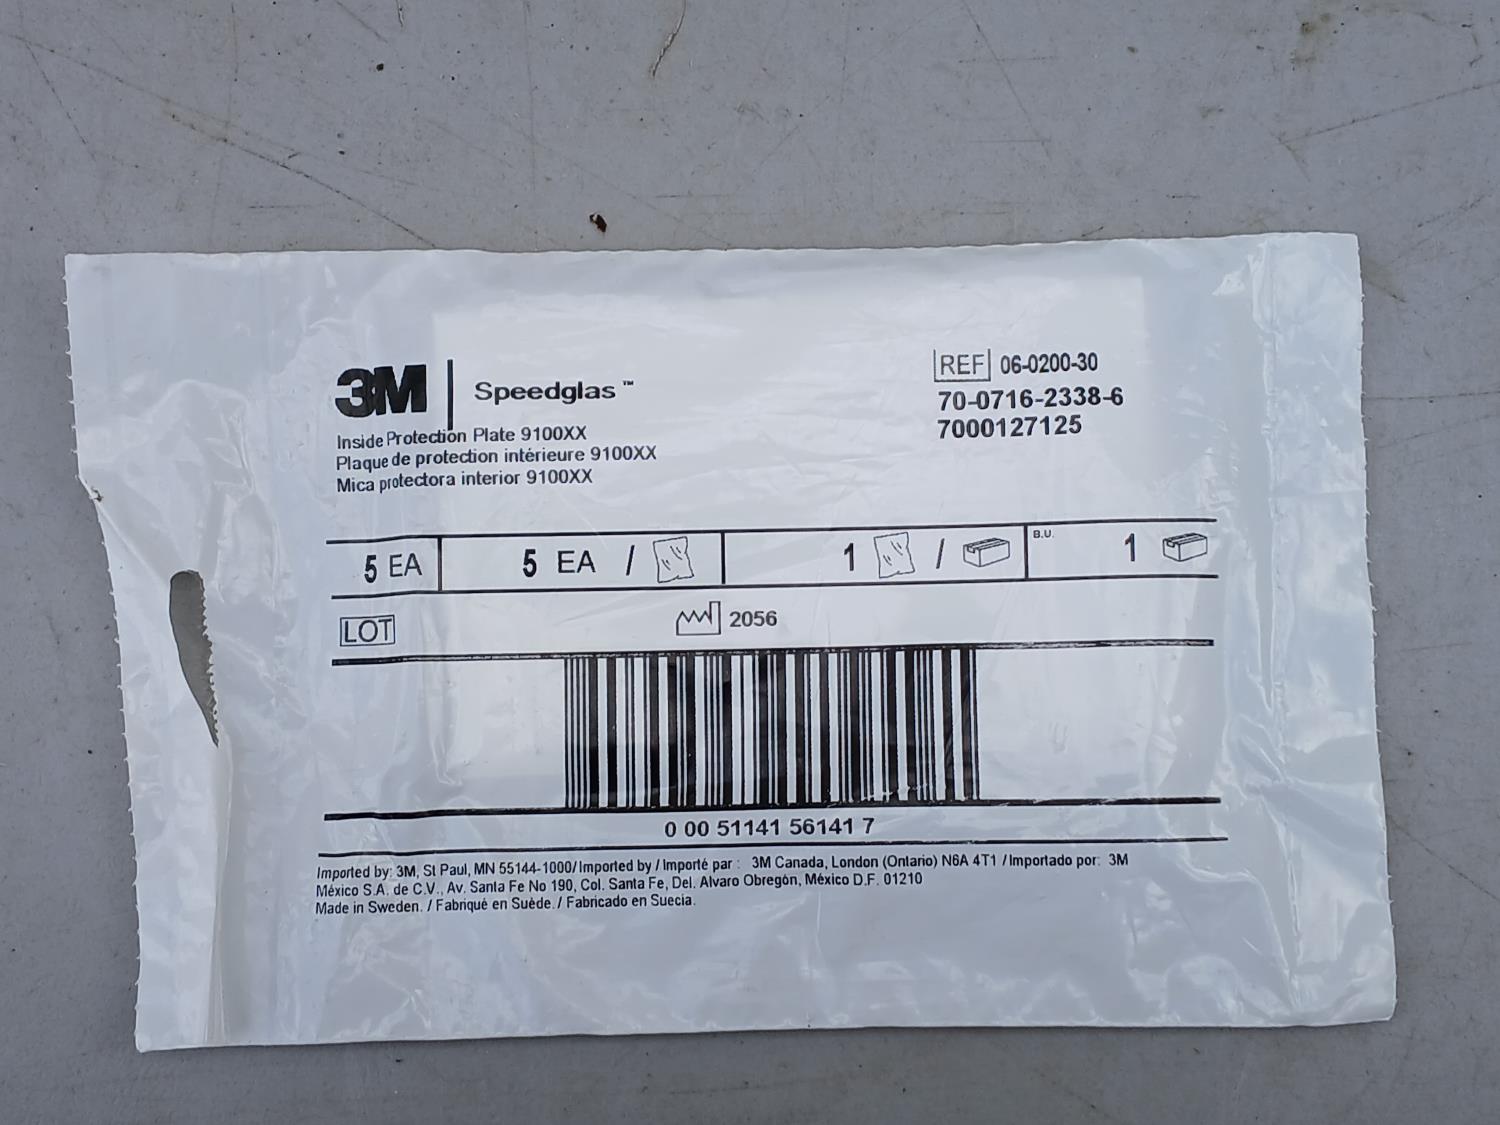 3M | Speedglas™
Inside Protection Plate 9100XX
Plaque de protection intérieure 9100XX
Mica protectora interior 9100XX
REF 06-0200-30
70-0716-2338-6
7000127125
5 EA 5 EA / 1 / B.U. 1
LOT 2056
0 00 51141 56141 7
Imported by: 3M, St Paul, MN 55144-1000/Imported by / Importé par : 3M Canada, London (Ontario) N6A 4T1 / Importado por: 3M
México S.A. de C.V., Av. Santa Fe No 190, Col. Santa Fe, Del. Alvaro Obregón, México D.F. 01210
Made in Sweden. / Fabriqué en Suède. / Fabricado en Suecia.